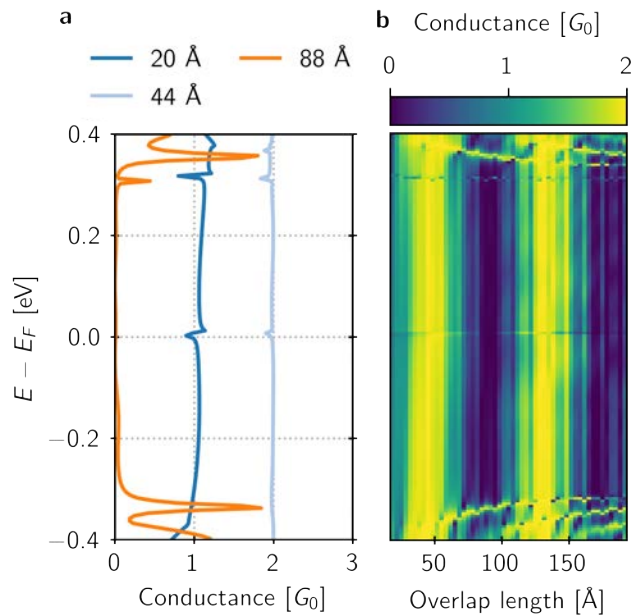 a
20 Å
88 Å
44 Å
0.4
0.2
0.0
−0.2
−0.4
E − E_F [eV]
0 1 2 3
Conductance [G_0]
b
Conductance [G_0]
0 1 2
50 100 150
Overlap length [Å]